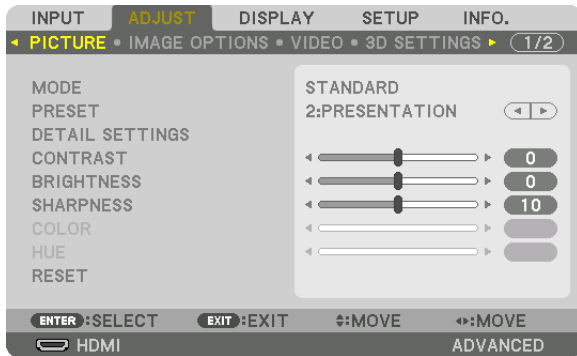 INPUT ADJUST DISPLAY SETUP INFO.
PICTURE • IMAGE OPTIONS • VIDEO • 3D SETTINGS 1/2
MODE STANDARD
PRESET 2:PRESENTATION
DETAIL SETTINGS
CONTRAST 0
BRIGHTNESS 0
SHARPNESS 10
COLOR
HUE
RESET
ENTER:SELECT EXIT:EXIT :MOVE :MOVE
HDMI ADVANCED